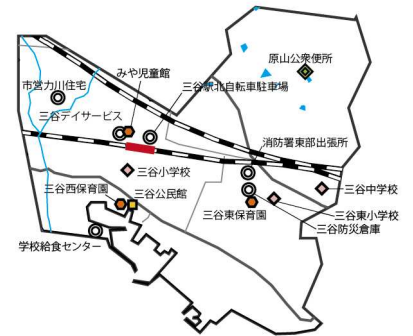 原山公衆便所
みや児童館
市営力川住宅
三谷駅北自転車駐車場
三谷デイサービス
消防署東部出張所
三谷小学校
三谷西保育園
三谷公民館
三谷中学校
三谷東小学校
三谷東保育園
三谷防災倉庫
学校給食センター